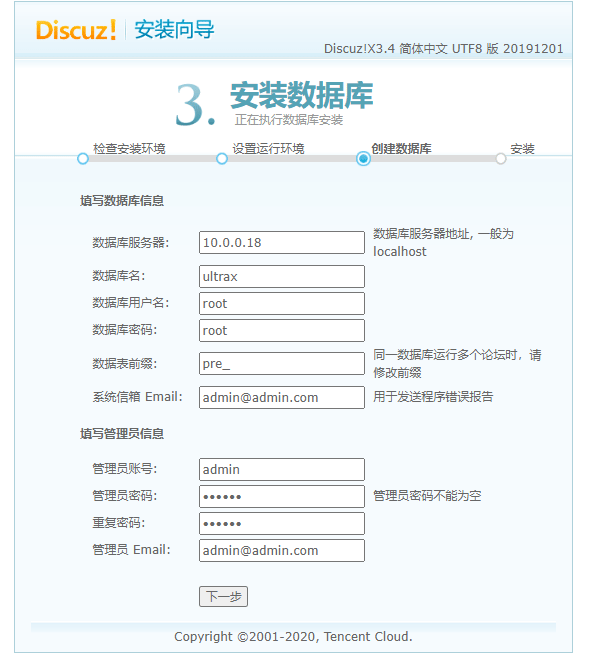 Discuz! 安装向导
Discuz!X3.4 简体中文 UTF8 版 20191201
3. 安装数据库
正在执行数据库安装
检查安装环境 设置运行环境 创建数据库 安装
填写数据库信息
数据库服务器: 10.0.0.18 数据库服务器地址, 一般为
localhost
数据库名: ultrax
数据库用户名: root
数据库密码: root
数据表前缀: pre_ 同一数据库运行多个论坛时，请
修改前缀
系统信箱 Email: admin@admin.com 用于发送程序错误报告
填写管理员信息
管理员账号: admin
管理员密码: •••••• 管理员密码不能为空
重复密码: ••••••
管理员 Email: admin@admin.com
下一步
Copyright ©2001-2020, Tencent Cloud.